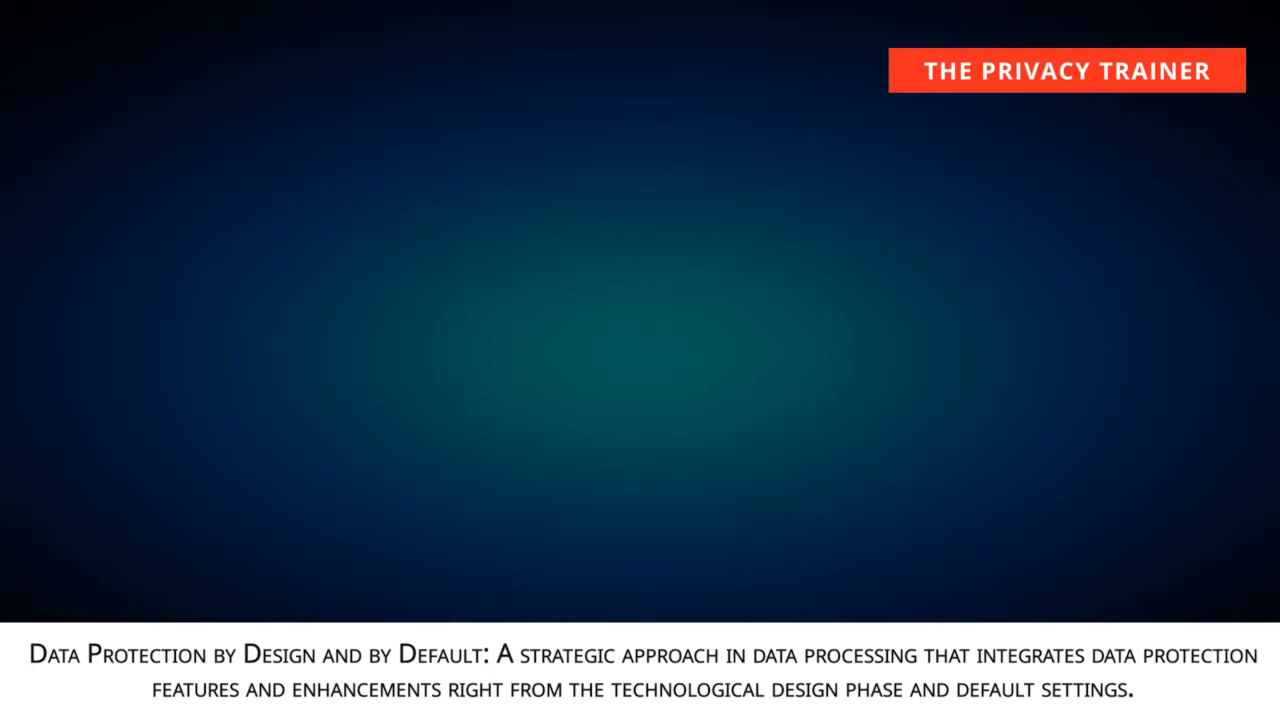 THE PRIVACY TRAINER
Data Protection by Design and by Default: A strategic approach in data processing that integrates data protection
features and enhancements right from the technological design phase and default settings.